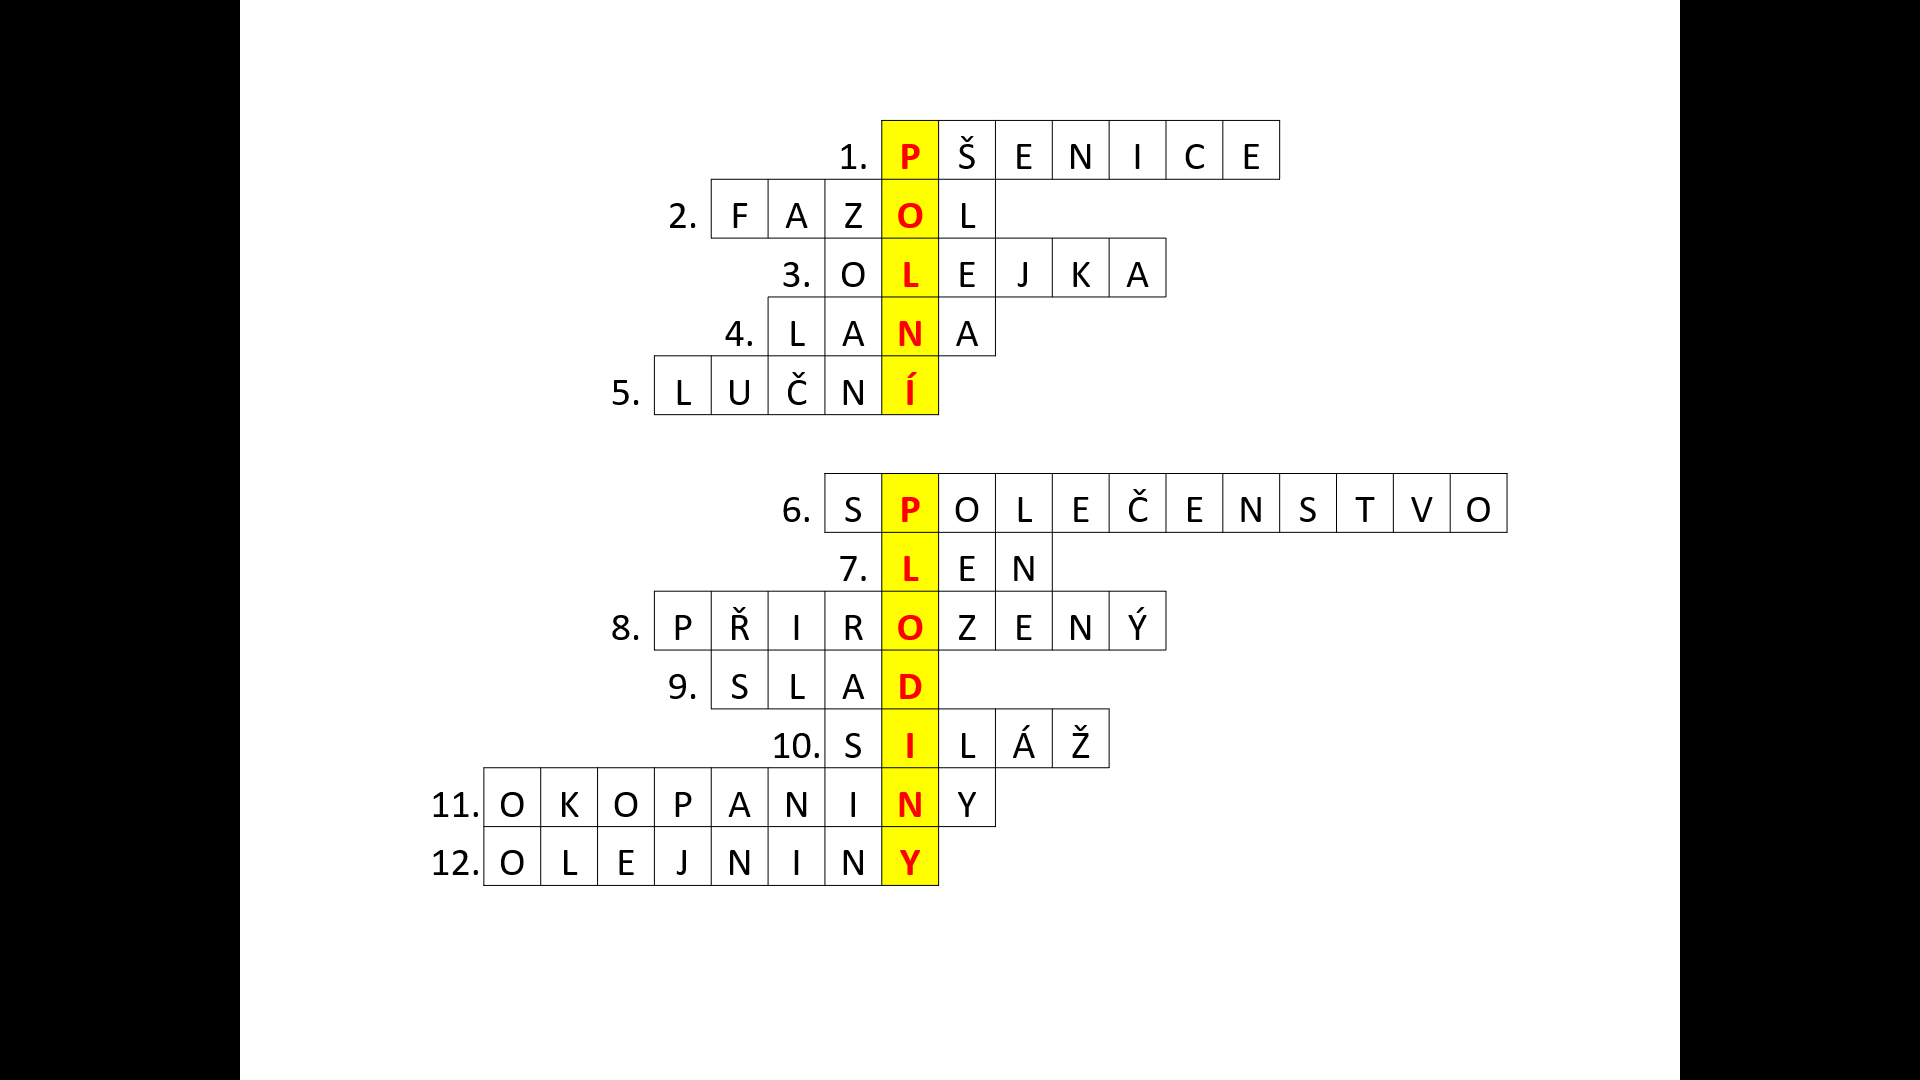 1. PŠENICE
2. FAZOL
3. OLEJKA
4. LANA
5. LUČNÍ
6. SPOLEČENSTVO
7. LEN
8. PŘIROZENÝ
9. SLAD
10. SILÁŽ
11. OKOPANINY
12. OLEJNINY